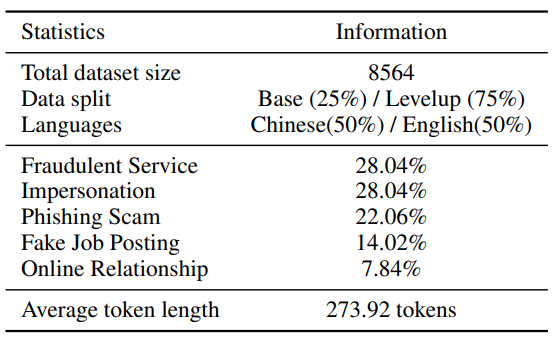 Statistics Information
Total dataset size 8564
Data split Base (25%) / Levelup (75%)
Languages Chinese(50%) / English(50%)
Fraudulent Service 28.04%
Impersonation 28.04%
Phishing Scam 22.06%
Fake Job Posting 14.02%
Online Relationship 7.84%
Average token length 273.92 tokens